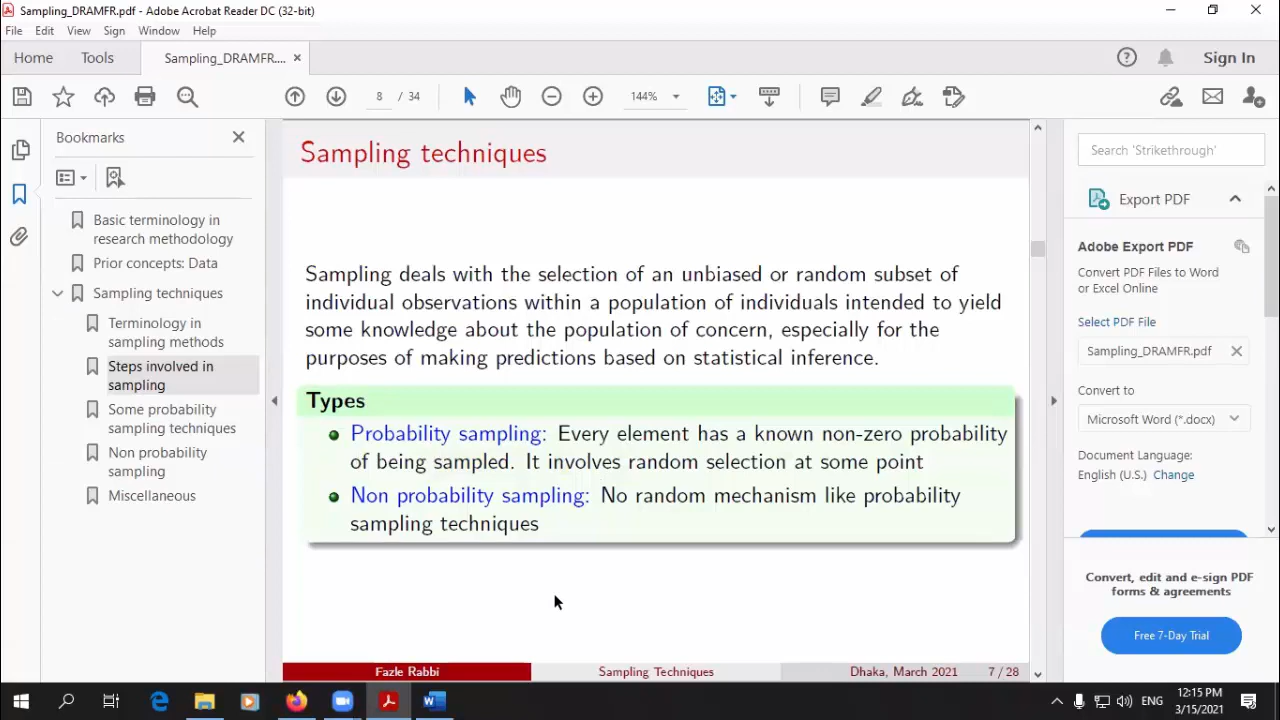 Sampling_DRAMFR.pdf - Adobe Acrobat Reader DC (32-bit)
File Edit View Sign Window Help
Home Tools Sampling_DRAMFR.... × Sign In
8 / 34 144%
Bookmarks
Basic terminology in
research methodology
Prior concepts: Data
Sampling techniques
Terminology in
sampling methods
Steps involved in
sampling
Some probability
sampling techniques
Non probability
sampling
Miscellaneous
Sampling techniques
Sampling deals with the selection of an unbiased or random subset of
individual observations within a population of individuals intended to yield
some knowledge about the population of concern, especially for the
purposes of making predictions based on statistical inference.
Types
Probability sampling: Every element has a known non-zero probability
of being sampled. It involves random selection at some point
Non probability sampling: No random mechanism like probability
sampling techniques
Fazle Rabbi Sampling Techniques Dhaka, March 2021 7 / 28
Search 'Strikethrough'
Export PDF
Adobe Export PDF
Convert PDF Files to Word
or Excel Online
Select PDF File
Sampling_DRAMFR.pdf
Convert to
Microsoft Word (*.docx)
Document Language:
English (U.S.) Change
Convert, edit and e-sign PDF
forms & agreements
Free 7-Day Trial
ENG
12:15 PM
3/15/2021